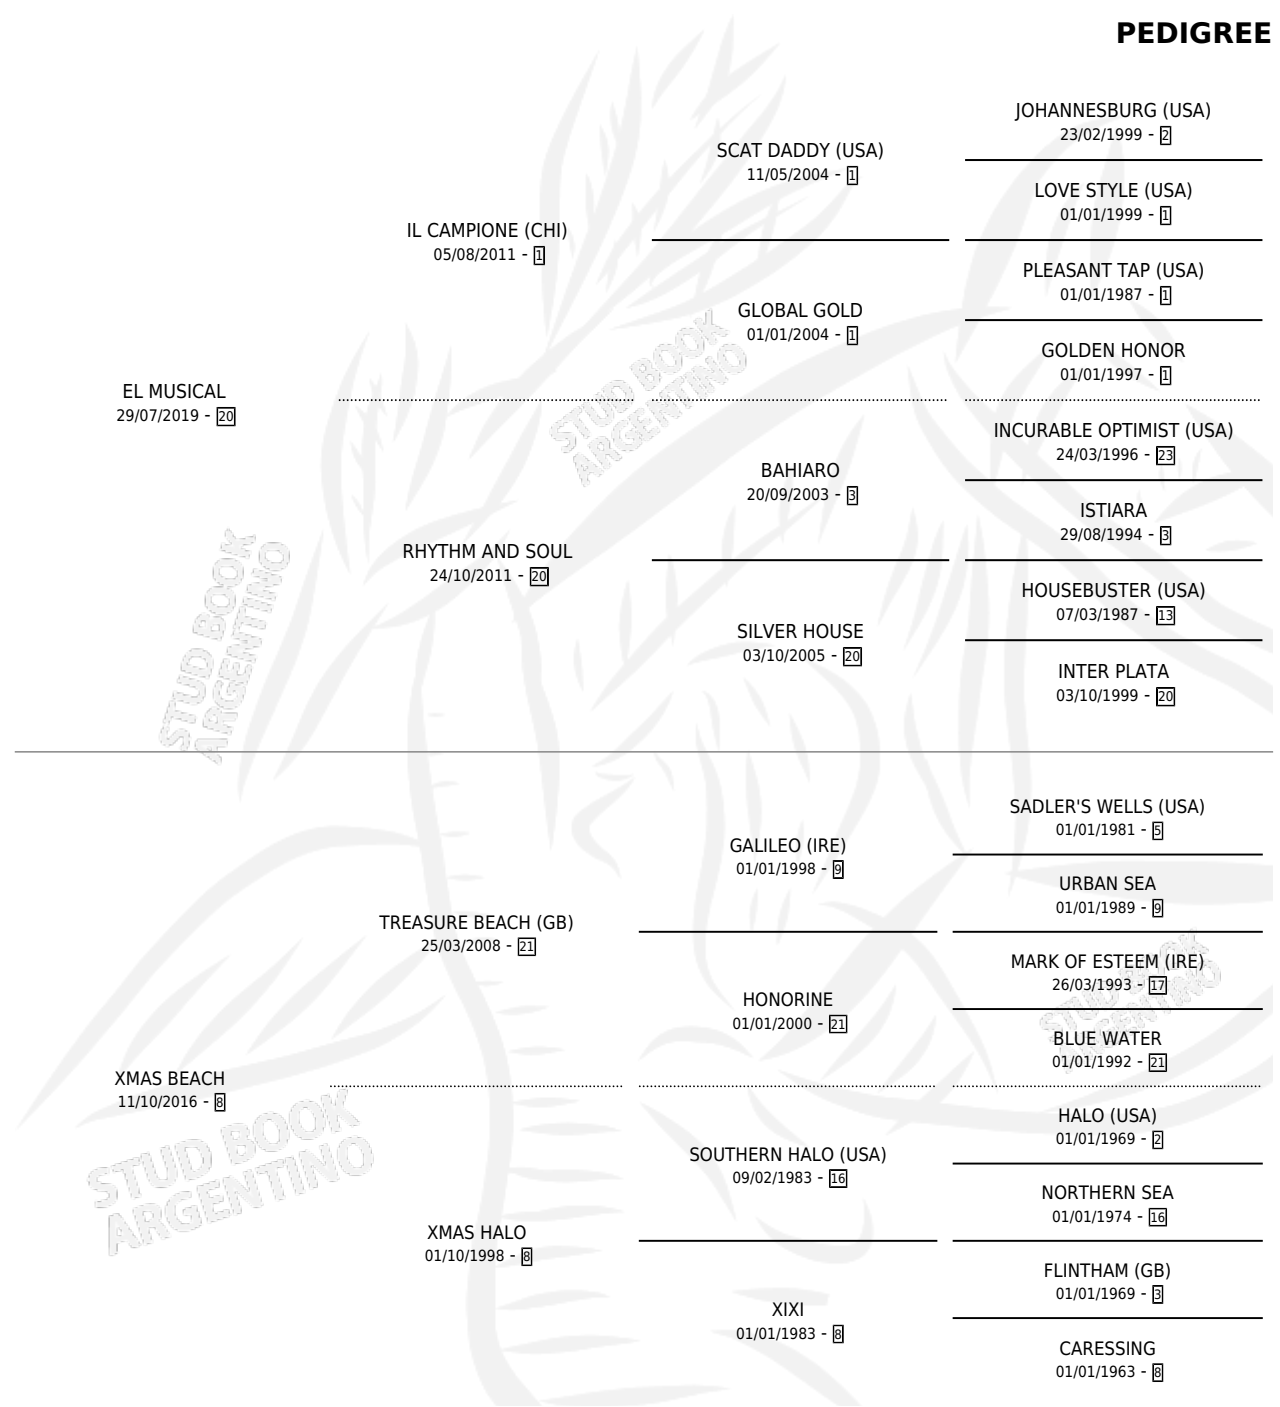 PEDIGREE
JOHANNESBURG (USA)
23/02/1999 - 2
SCAT DADDY (USA)
11/05/2004 - 1
LOVE STYLE (USA)
01/01/1999 - 1
IL CAMPIONE (CHI)
05/08/2011 - 1
PLEASANT TAP (USA)
01/01/1987 - 1
GLOBAL GOLD
01/01/2004 - 1
GOLDEN HONOR
01/01/1997 - 1
STUD BOOK
ARGENTINO
EL MUSICAL
29/07/2019 - 20
INCURABLE OPTIMIST (USA)
24/03/1996 - 23
BAHIARO
20/09/2003 - 3
ISTIARA
29/08/1994 - 3
RHYTHM AND SOUL
24/10/2011 - 20
HOUSEBUSTER (USA)
07/03/1987 - 13
SILVER HOUSE
03/10/2005 - 20
INTER PLATA
03/10/1999 - 20
STUD BOOK
ARGENTINO
SADLER'S WELLS (USA)
01/01/1981 - 5
GALILEO (IRE)
01/01/1998 - 9
URBAN SEA
01/01/1989 - 9
TREASURE BEACH (GB)
25/03/2008 - 21
MARK OF ESTEEM (IRE)
26/03/1993 - 17
HONORINE
01/01/2000 - 21
STUD BOOK
ARGENTINO
BLUE WATER
01/01/1992 - 21
XMAS BEACH
11/10/2016 - 8
HALO (USA)
01/01/1969 - 2
SOUTHERN HALO (USA)
09/02/1983 - 16
STUD BOOK
ARGENTINO
NORTHERN SEA
01/01/1974 - 16
XMAS HALO
01/10/1998 - 8
FLINTHAM (GB)
01/01/1969 - 3
XIXI
01/01/1983 - 8
CARESSING
01/01/1963 - 8